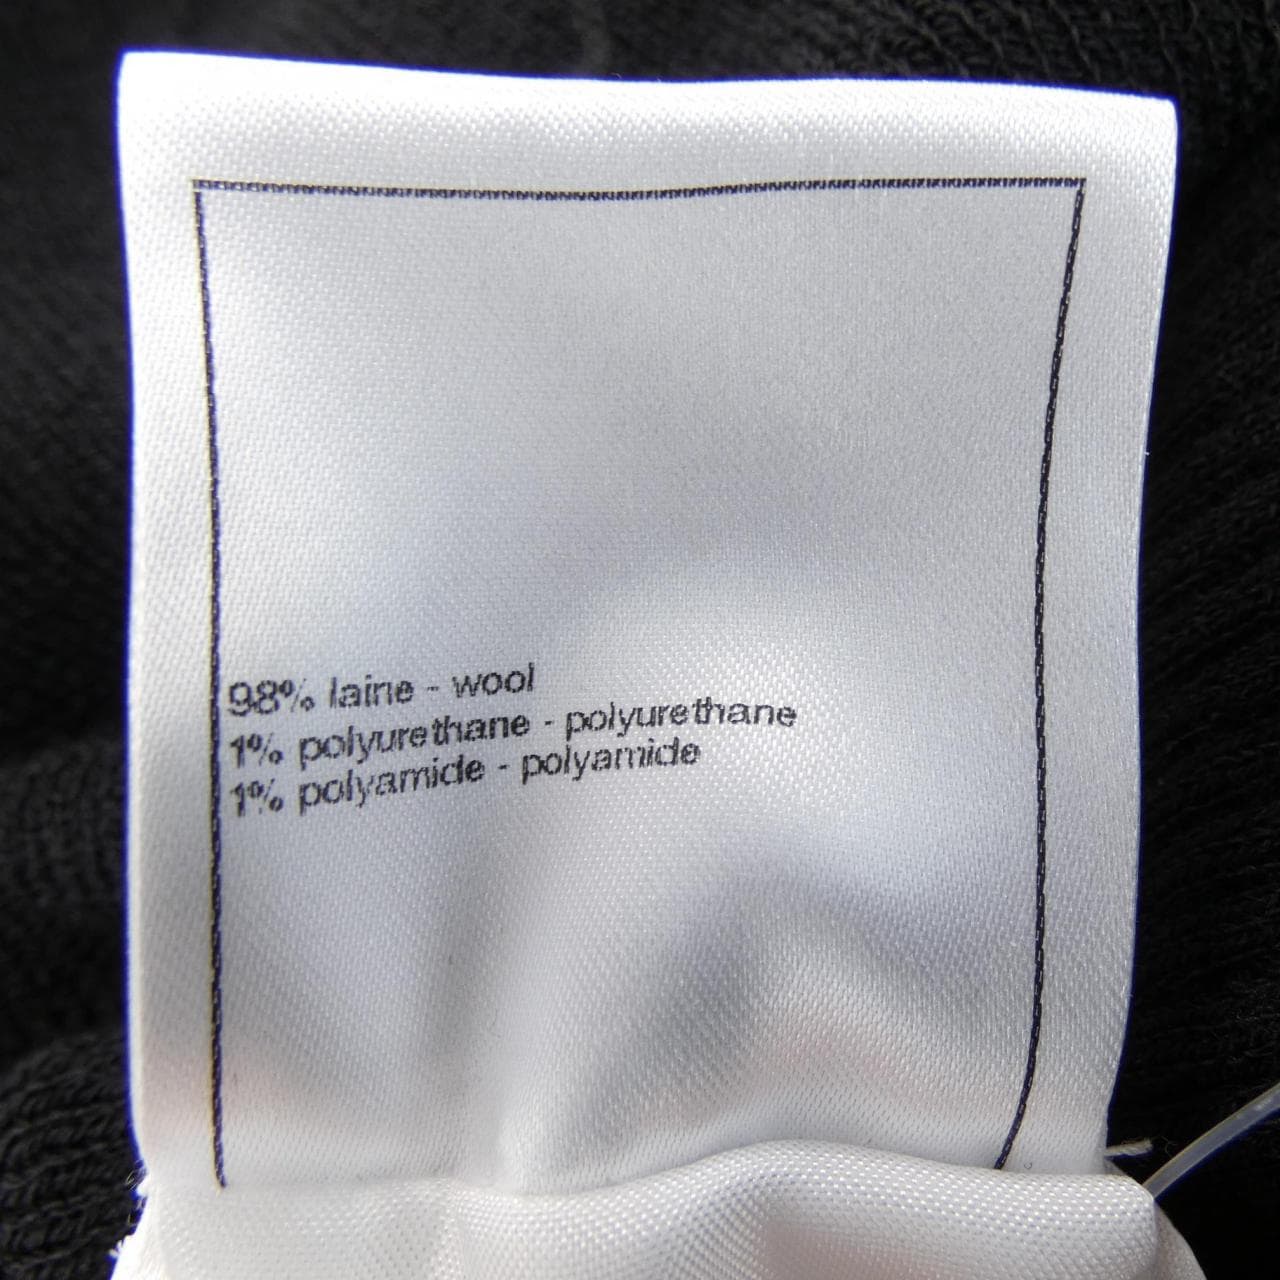 98% laine - wool
1% polyurethane - polyurethane
1% polyamide - polyamide